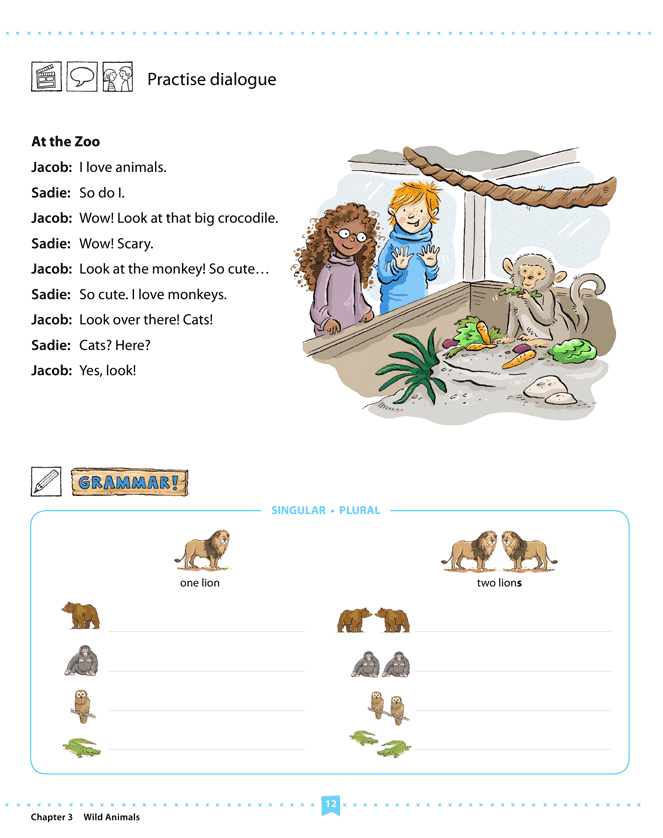 Practise dialogue
At the Zoo
Jacob: I love animals.
Sadie: So do I.
Jacob: Wow! Look at that big crocodile.
Sadie: Wow! Scary.
Jacob: Look at the monkey! So cute…
Sadie: So cute. I love monkeys.
Jacob: Look over there! Cats!
Sadie: Cats? Here?
Jacob: Yes, look!
GRAMMAR!
SINGULAR • PLURAL
one lion
two lions
12
Chapter 3 Wild Animals